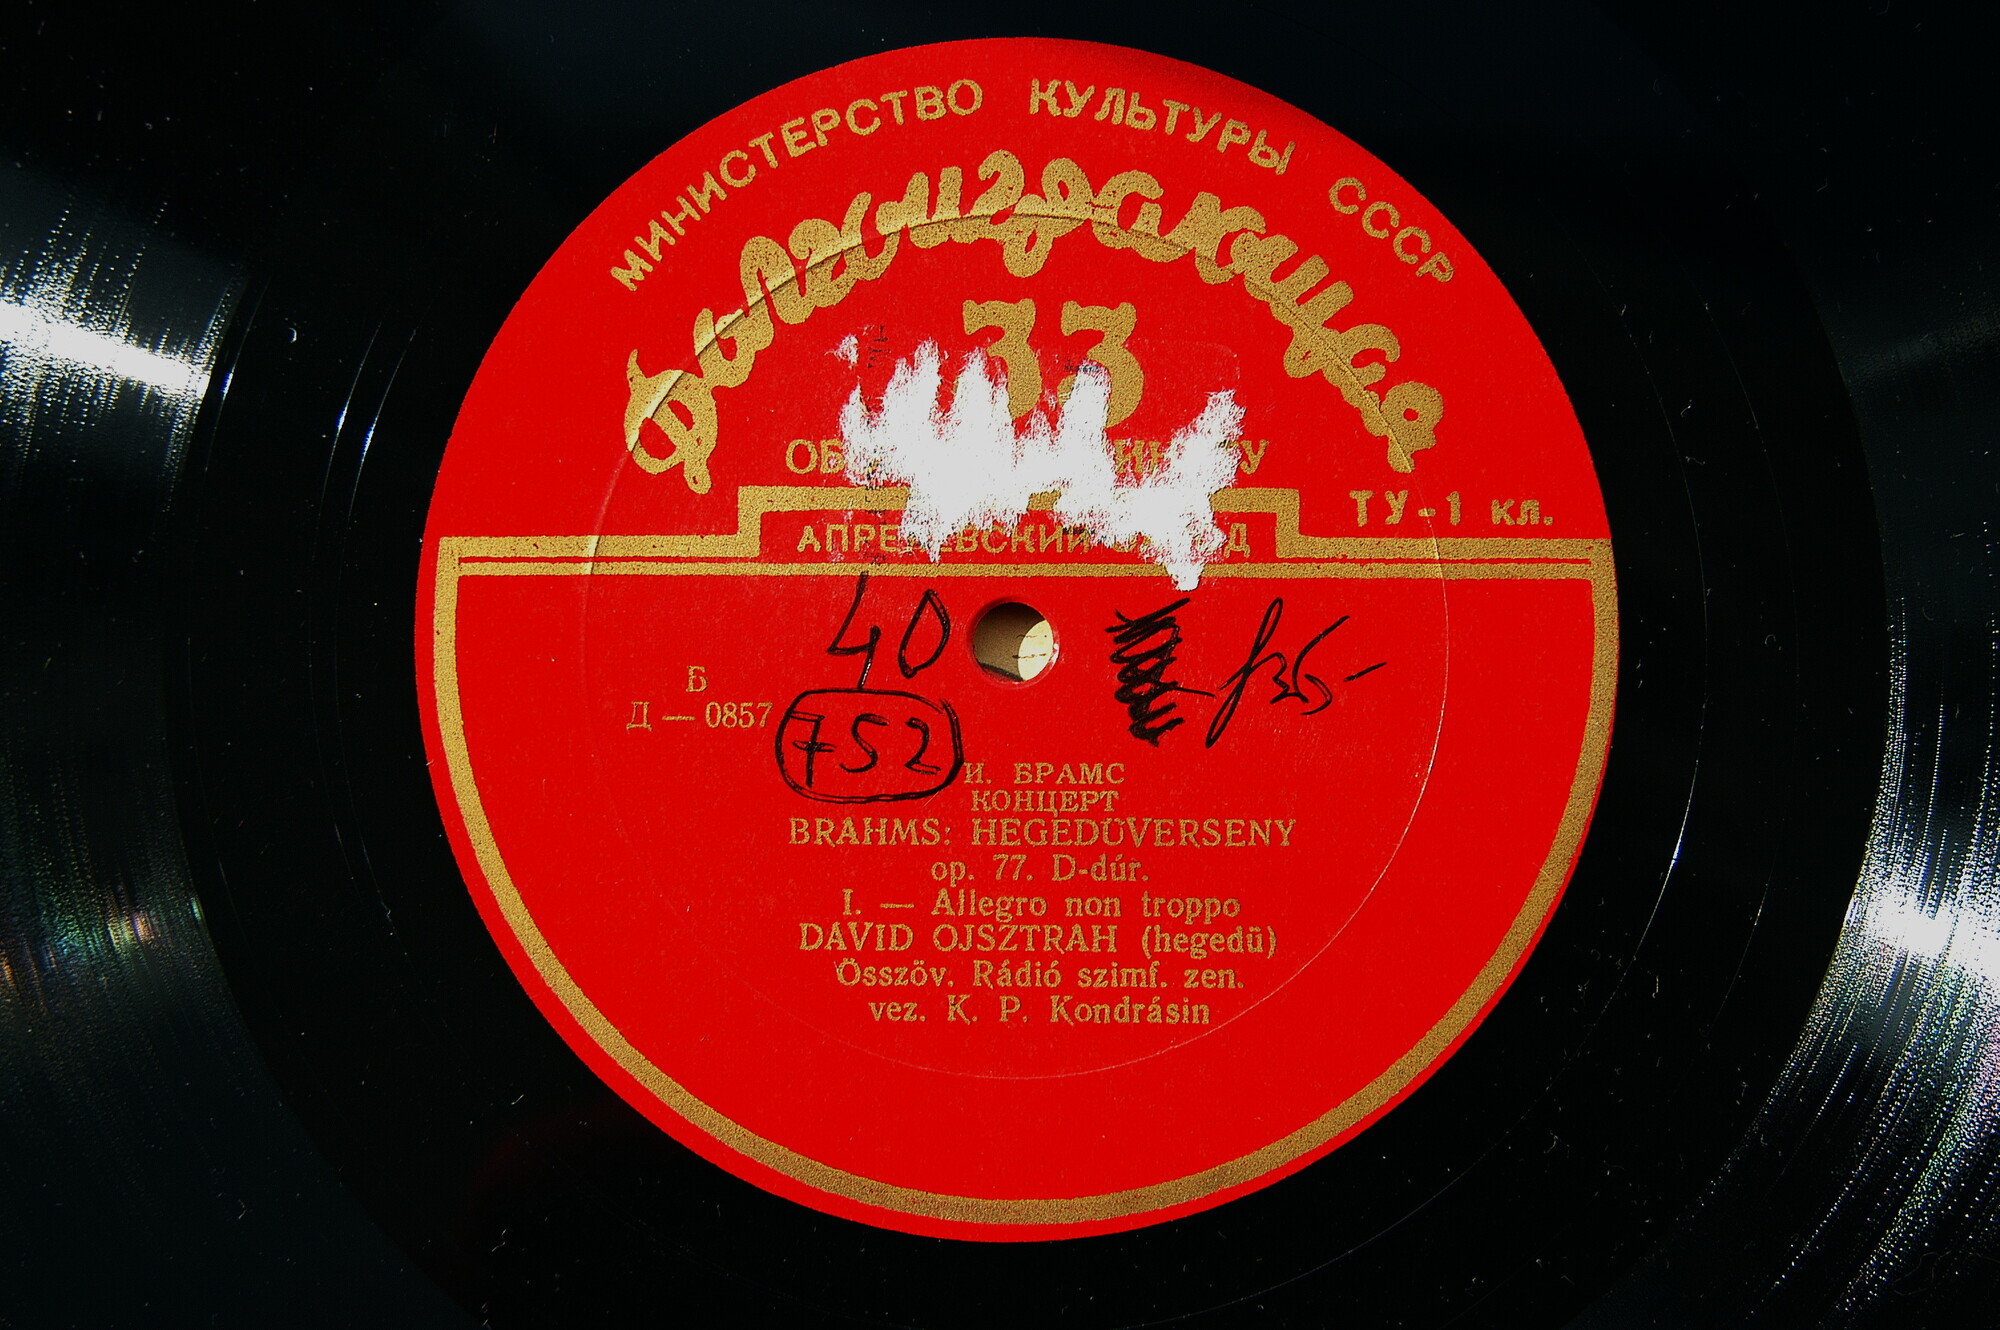 МИНИСТЕРСТВО КУЛЬТУРЫ СССР
Долгоиграющая
33
ТУ-1 кл.
40
Б
Д — 0857
752
И. БРАМС
КОНЦЕРТ
BRAHMS: HEGEDÜVERSENY
op. 77. D-dúr.
I. — Allegro non troppo
DAVID OJSZTRAH (hegedü)
Összöv. Rádió szimf. zen.
vez. K. P. Kondrásin